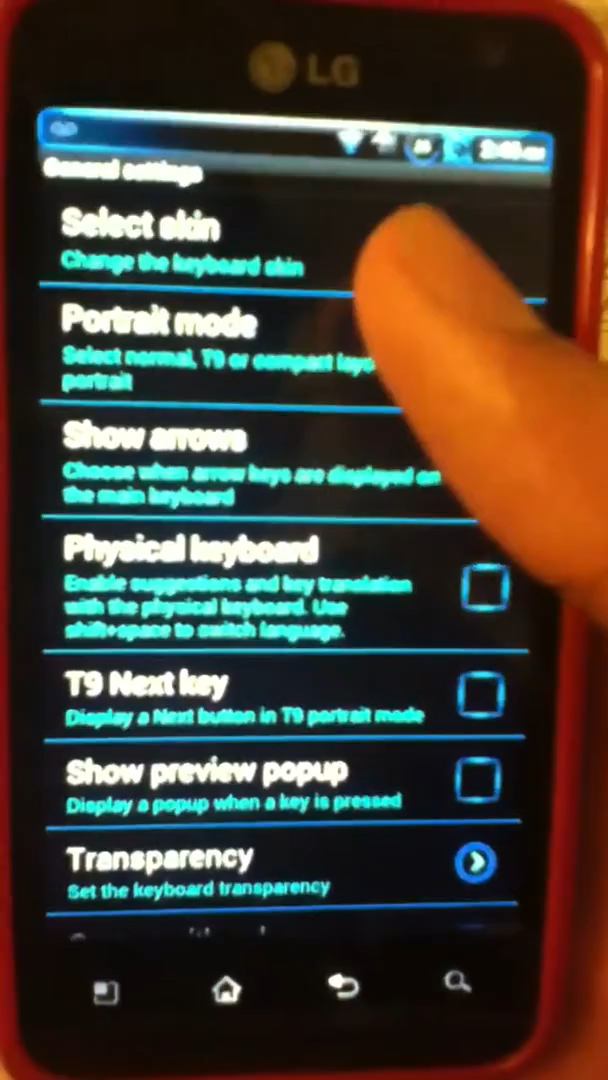 LG
General settings
Select skin
Change the keyboard skin
Portrait mode
Select normal, T9 or compact
portrait
Show arrows
Choose when arrow keys are displayed on
the main keyboard
Physical keyboard
Enable suggestions and key translation
with the physical keyboard. Use
shift+space to switch language.
T9 Next key
Display a Next button in T9 portrait mode
Show preview popup
Display a popup when a key is pressed
Transparency
Set the keyboard transparency